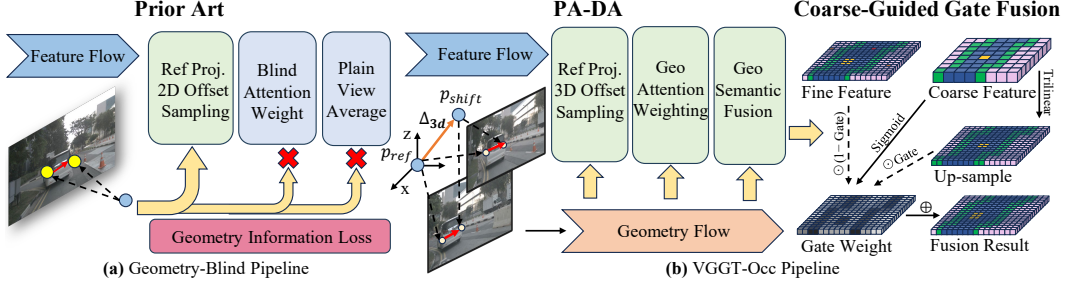 Prior Art
PA-DA
Coarse-Guided Gate Fusion
Feature Flow
Ref Proj.
2D Offset
Sampling
Blind
Attention
Weight
Plain
View
Average
Geometry Information Loss
(a) Geometry-Blind Pipeline
Feature Flow
p_shift
Δ_3d
z
p_ref
x
Ref Proj.
3D Offset
Sampling
Geo
Attention
Weighting
Geo
Semantic
Fusion
Geometry Flow
(b) VGGT-Occ Pipeline
Fine Feature
Coarse Feature
Trilinear
⊙(1−Gate)
Sigmoid
⊙Gate
Up-sample
Gate Weight
⊕
Fusion Result